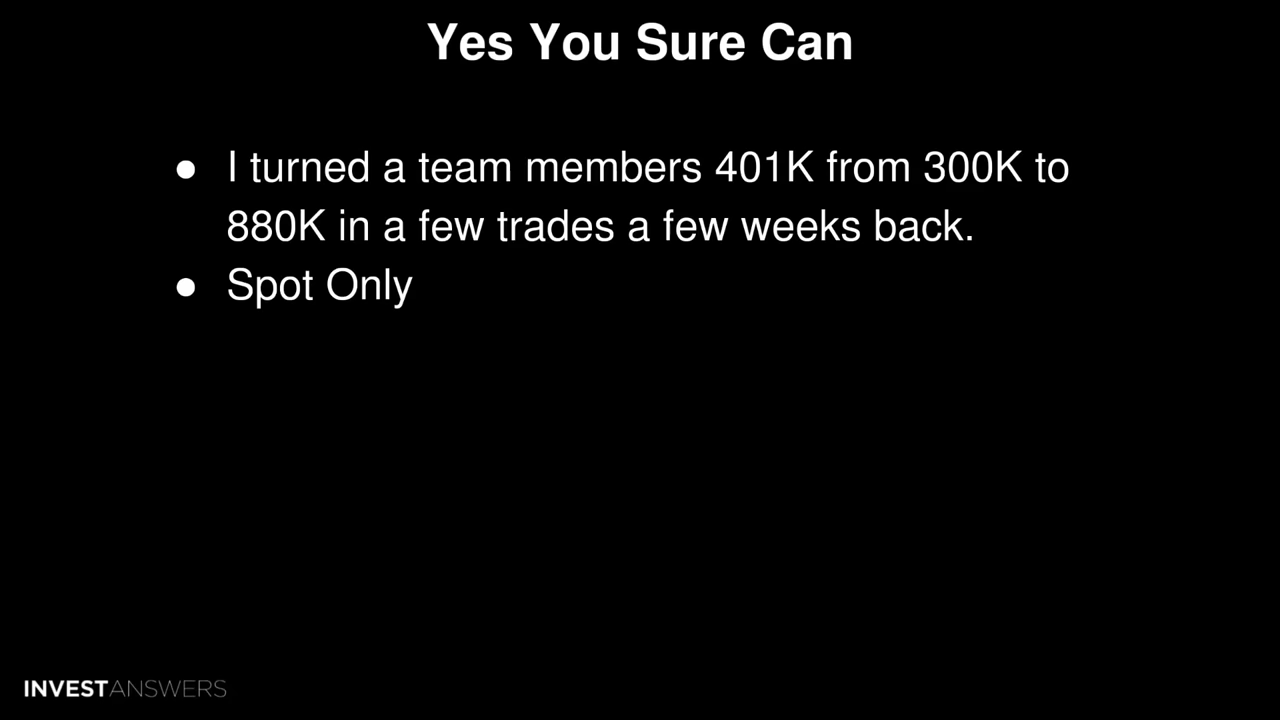 Yes You Sure Can
● I turned a team members 401K from 300K to
880K in a few trades a few weeks back.
● Spot Only
INVESTANSWERS